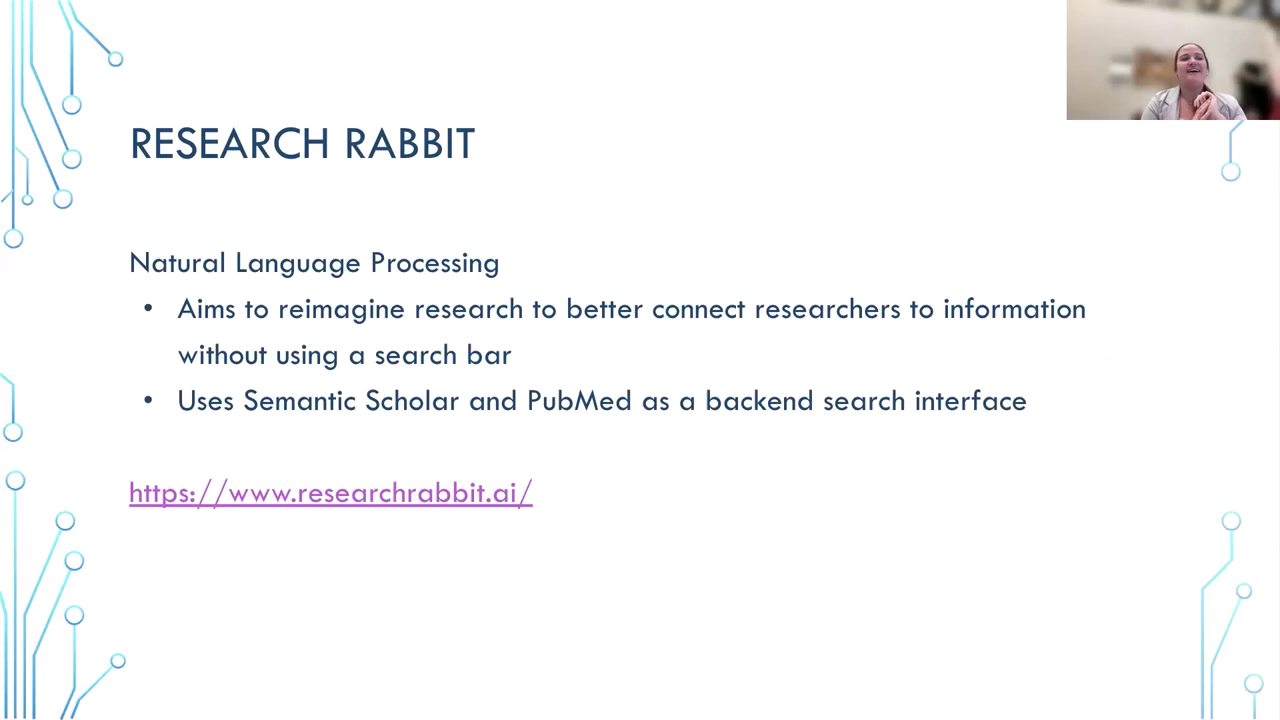 RESEARCH RABBIT
Natural Language Processing
• Aims to reimagine research to better connect researchers to information
without using a search bar
• Uses Semantic Scholar and PubMed as a backend search interface
https://www.researchrabbit.ai/